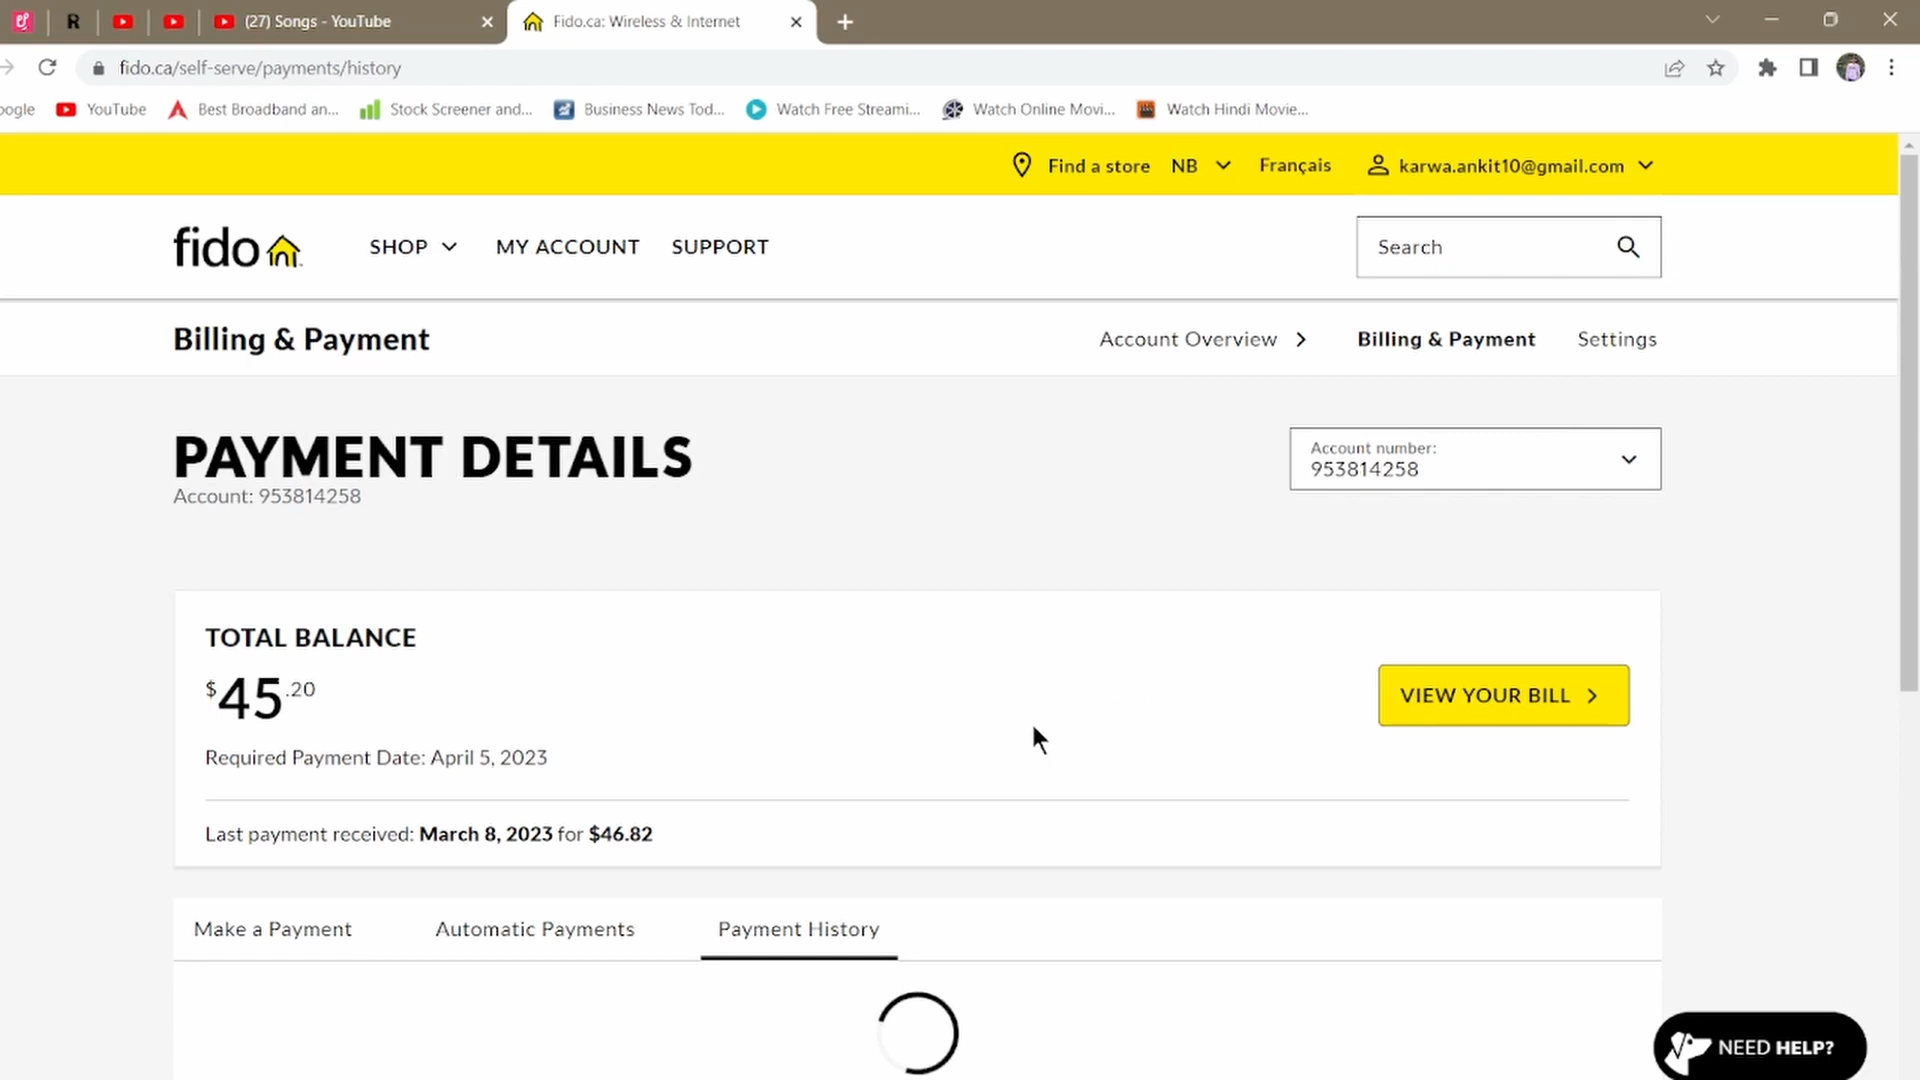 (27) Songs - YouTube
Fido.ca: Wireless & Internet
fido.ca/self-serve/payments/history
oogle
YouTube
Best Broadband an...
Stock Screener and...
Business News Tod...
Watch Free Streami...
Watch Online Movi...
Watch Hindi Movie...
Find a store
NB
Français
karwa.ankit10@gmail.com
fido
SHOP
MY ACCOUNT
SUPPORT
Search
Billing & Payment
Account Overview
Billing & Payment
Settings
PAYMENT DETAILS
Account: 953814258
Account number:
953814258
TOTAL BALANCE
$45.20
VIEW YOUR BILL
Required Payment Date: April 5, 2023
Last payment received: March 8, 2023 for $46.82
Make a Payment
Automatic Payments
Payment History
NEED HELP?